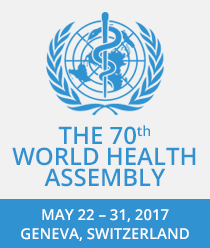 THE 70th
WORLD HEALTH
ASSEMBLY
MAY 22 – 31, 2017
GENEVA, SWITZERLAND